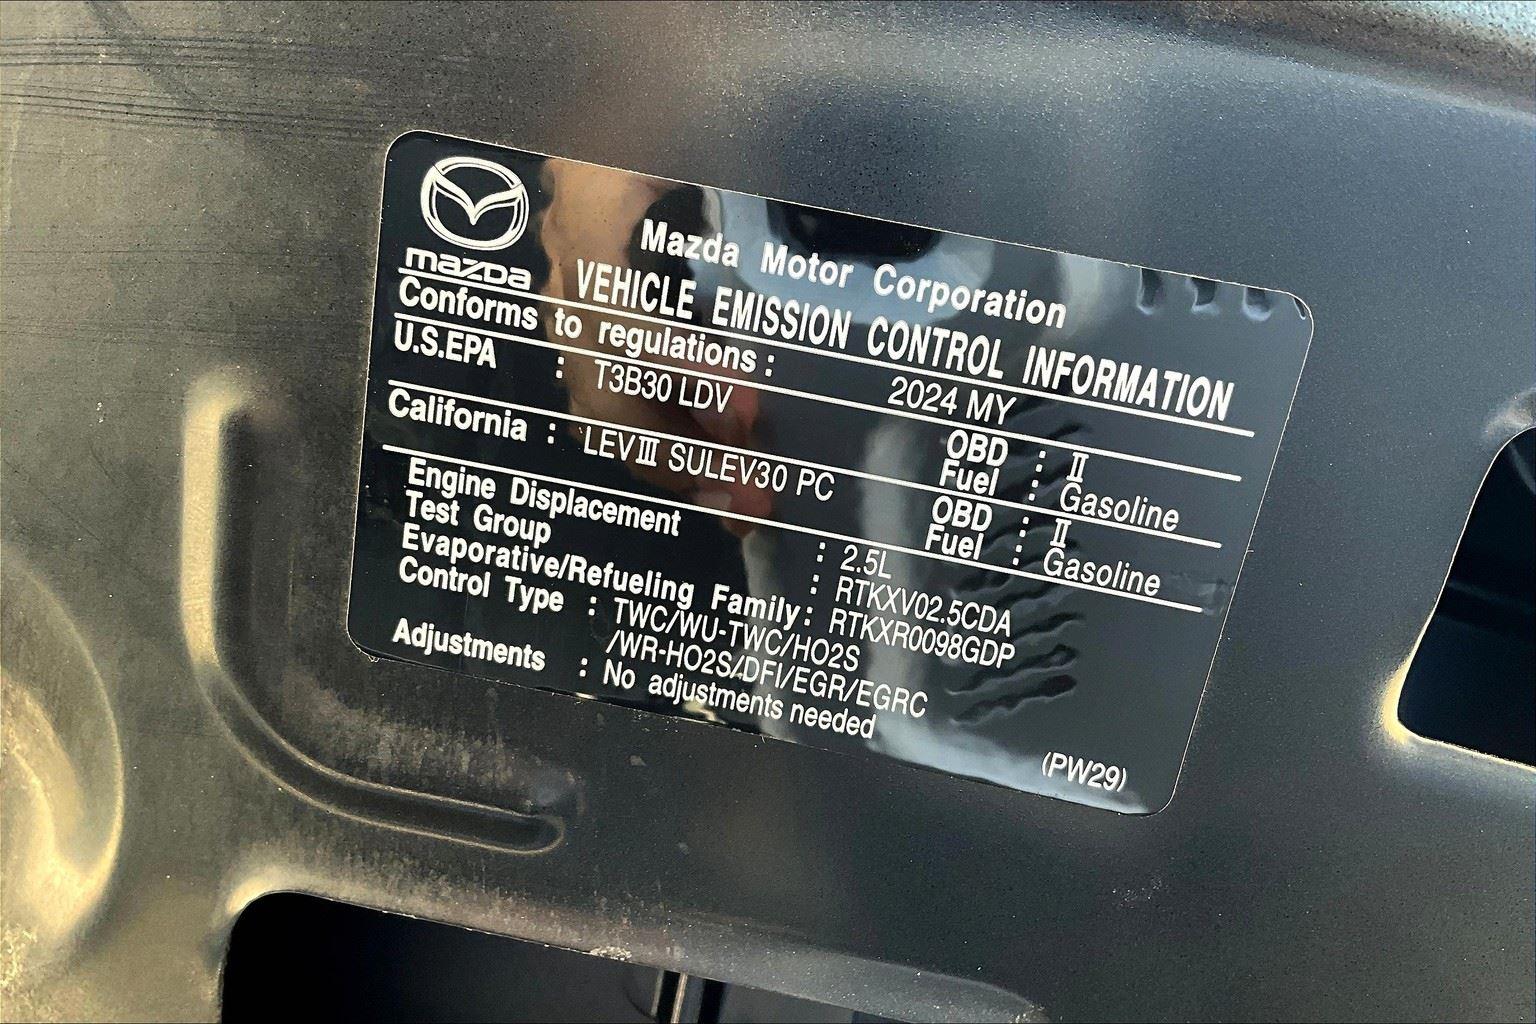 mazda
Mazda Motor Corporation
VEHICLE EMISSION CONTROL INFORMATION
Conforms to regulations : 2024 MY
U.S.EPA : T3B30 LDV OBD : II
Fuel : Gasoline
California : LEVⅢ SULEV30 PC OBD : II
Fuel : Gasoline
Engine Displacement : 2.5L
Test Group : RTKXV02.5CDA
Evaporative/Refueling Family : RTKXR0098GDP
Control Type : TWC/WU-TWC/HO2S
/WR-HO2S/DFI/EGR/EGRC
Adjustments : No adjustments needed
(PW29)